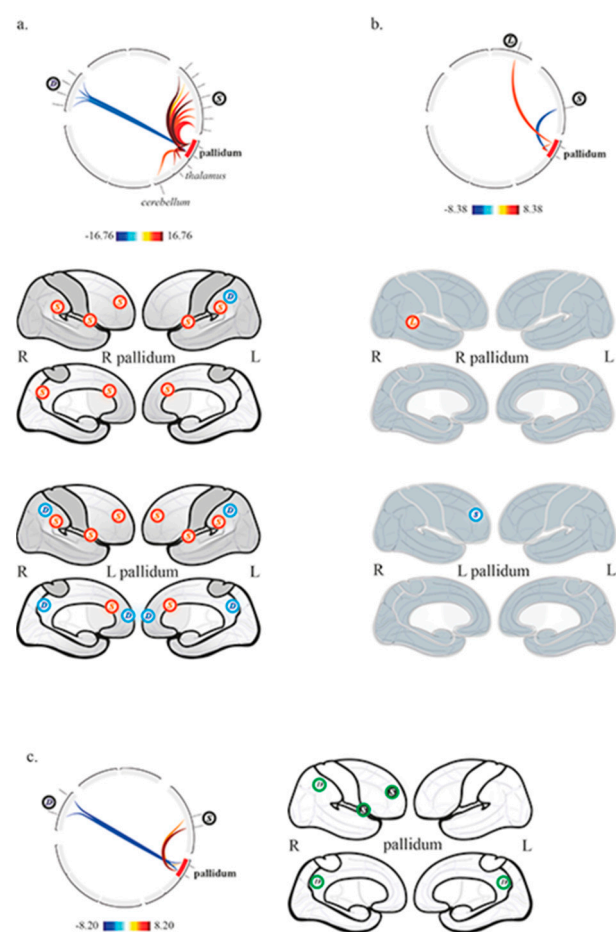 a.
D
S
pallidum
thalamus
cerebellum
-16.76 16.76
S S S S S D
R R pallidum L
S S S
D S S S S S S D
R L pallidum L
D S D D S D
b.
L
S
pallidum
-8.38 8.38
L
R R pallidum L
S
R L pallidum L
c.
D
S
pallidum
-8.20 8.20
D S S
R pallidum L
D D